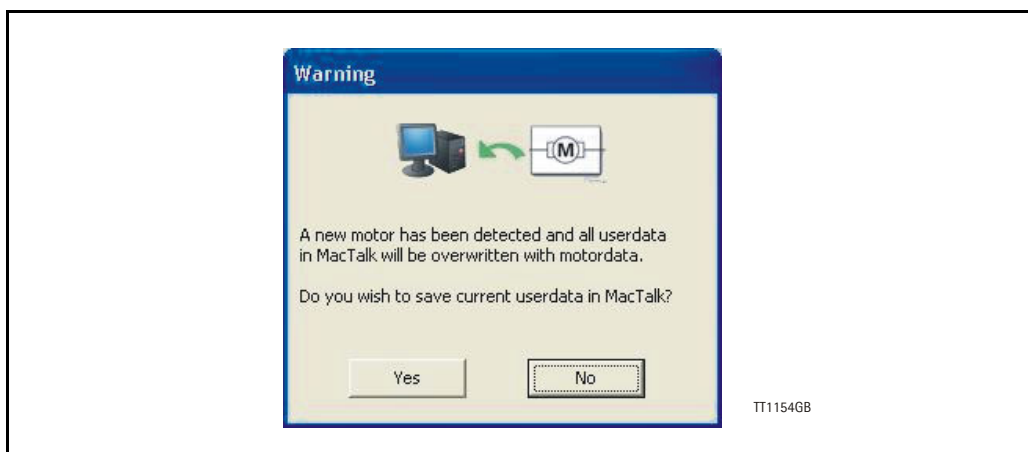 Warning
M
A new motor has been detected and all userdata
in MacTalk will be overwritten with motordata.
Do you wish to save current userdata in MacTalk?
Yes
No
TT1154GB